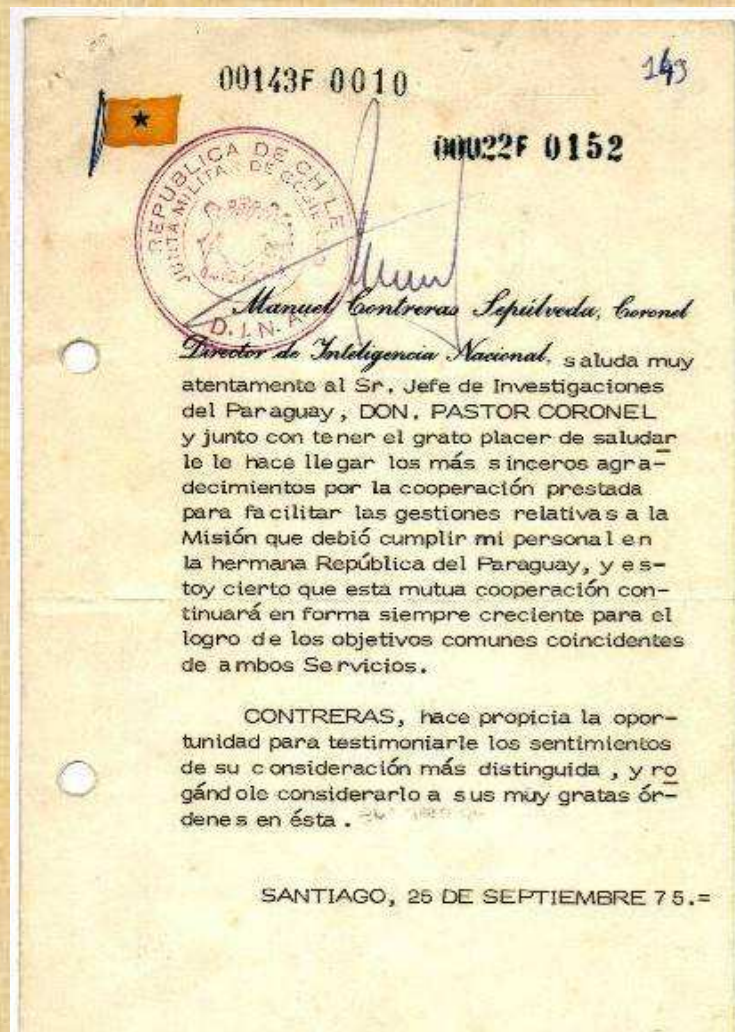 149
00143F 0010
00022F 0152
REPUBLICA DE CHILE
JUNTA MILITAR DE GOBIERNO
D.I.N.A.
Manuel Contreras Sepúlveda, Coronel
Director de Inteligencia Nacional, saluda muy
atentamente al Sr. Jefe de Investigaciones
del Paraguay, DON. PASTOR CORONEL
y junto con tener el grato placer de saludar
le le hace llegar los más sinceros agra-
decimientos por la cooperación prestada
para facilitar las gestiones relativas a la
Misión que debió cumplir mi personal en
la hermana República del Paraguay, y es-
toy cierto que esta mutua cooperación con-
tinuará en forma siempre creciente para el
logro de los objetivos comunes coincidentes
de ambos Servicios.
CONTRERAS, hace propicia la opor-
tunidad para testimoniarle los sentimientos
de su consideración más distinguida, y ro
gándole considerarlo a sus muy gratas ór-
denes en ésta.
SANTIAGO, 25 DE SEPTIEMBRE 75.=